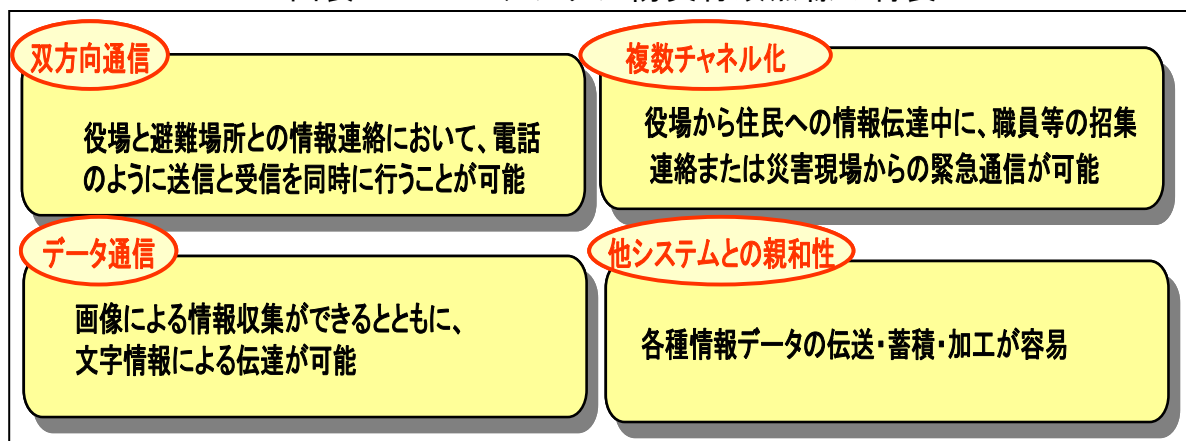 双方向通信
役場と避難場所との情報連絡において、電話
のように送信と受信を同時に行うことが可能
複数チャネル化
役場から住民への情報伝達中に、職員等の招集
連絡または災害現場からの緊急通信が可能
データ通信
画像による情報収集ができるとともに、
文字情報による伝達が可能
他システムとの親和性
各種情報データの伝送・蓄積・加工が容易